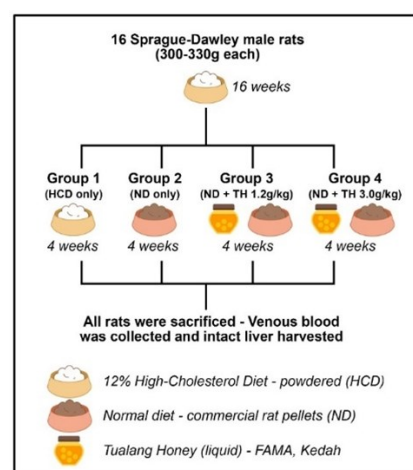 16 Sprague-Dawley male rats
(300-330g each)
16 weeks
Group 1
(HCD only)
4 weeks
Group 2
(ND only)
4 weeks
Group 3
(ND + TH 1.2g/kg)
4 weeks
Group 4
(ND + TH 3.0g/kg)
4 weeks
All rats were sacrificed - Venous blood
was collected and intact liver harvested
12% High-Cholesterol Diet - powdered (HCD)
Normal diet - commercial rat pellets (ND)
Tualang Honey (liquid) - FAMA, Kedah